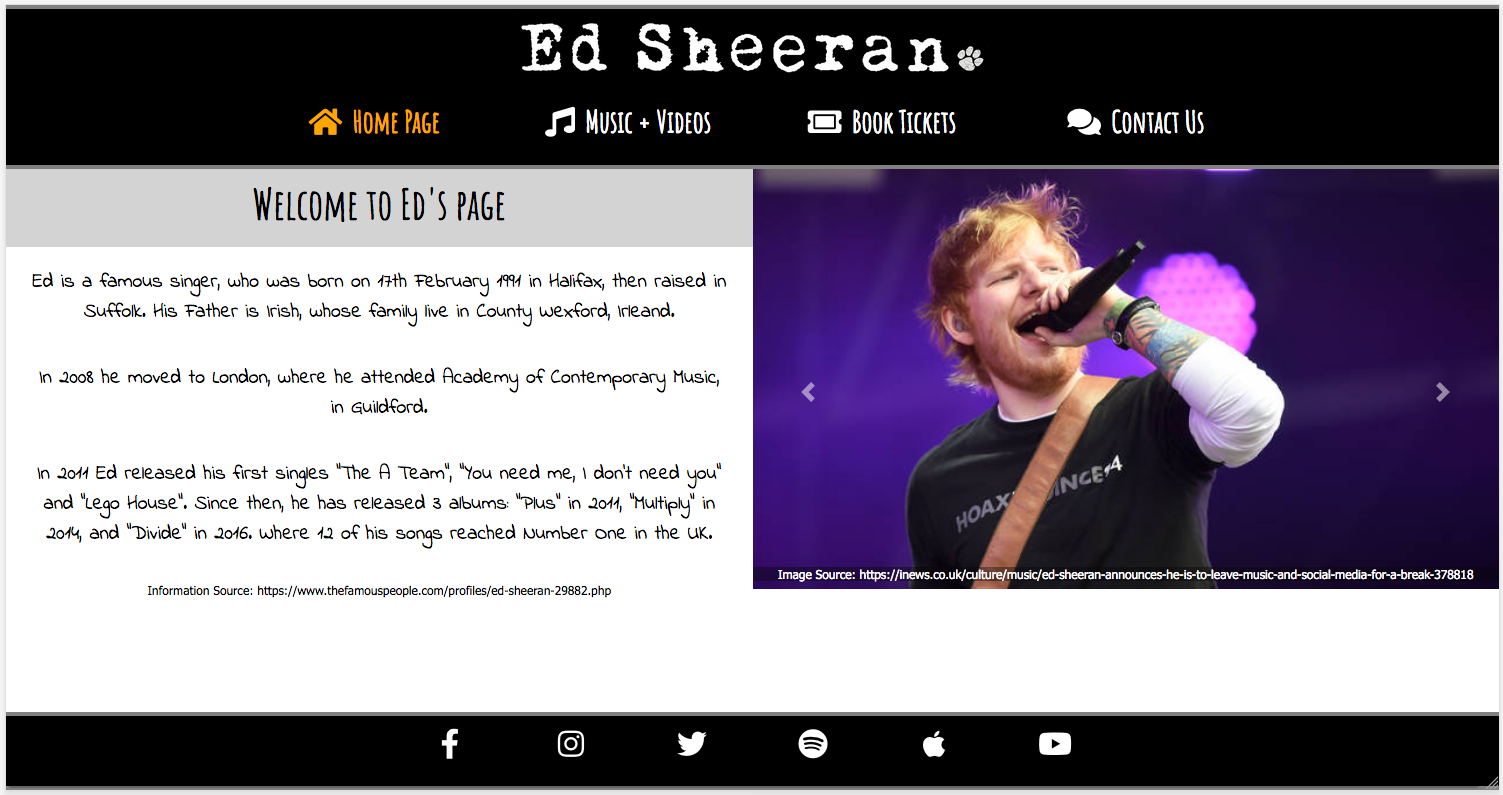 Ed Sheeran
Home Page
Music + Videos
Book Tickets
Contact Us
Welcome to Ed's page
Ed is a famous singer, who was born on 17th February 1991 in Halifax, then raised in
Suffolk. His Father is Irish, whose family live in County Wexford, Irleand.
In 2008 he moved to London, where he attended Academy of Contemporary Music,
in Guildford.
In 2011 Ed released his first singles "The A Team", "You need me, I don't need you"
and "Lego House". Since then, he has released 3 albums: "Plus" in 2011, "Multiply" in
2014, and "Divide" in 2016. Where 12 of his songs reached Number One in the UK.
Information Source: https://www.thefamouspeople.com/profiles/ed-sheeran-29882.php
HOAX
Image Source: https://inews.co.uk/culture/music/ed-sheeran-announces-he-is-to-leave-music-and-social-media-for-a-break-378818